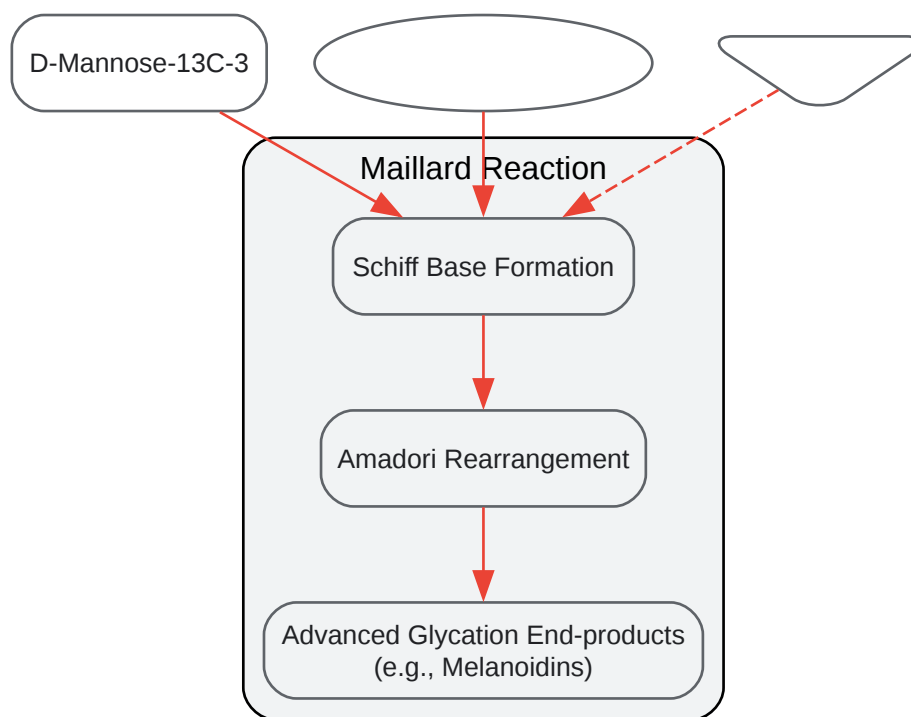 D-Mannose-13C-3
Maillard Reaction
Schiff Base Formation
Amadori Rearrangement
Advanced Glycation End-products
(e.g., Melanoidins)